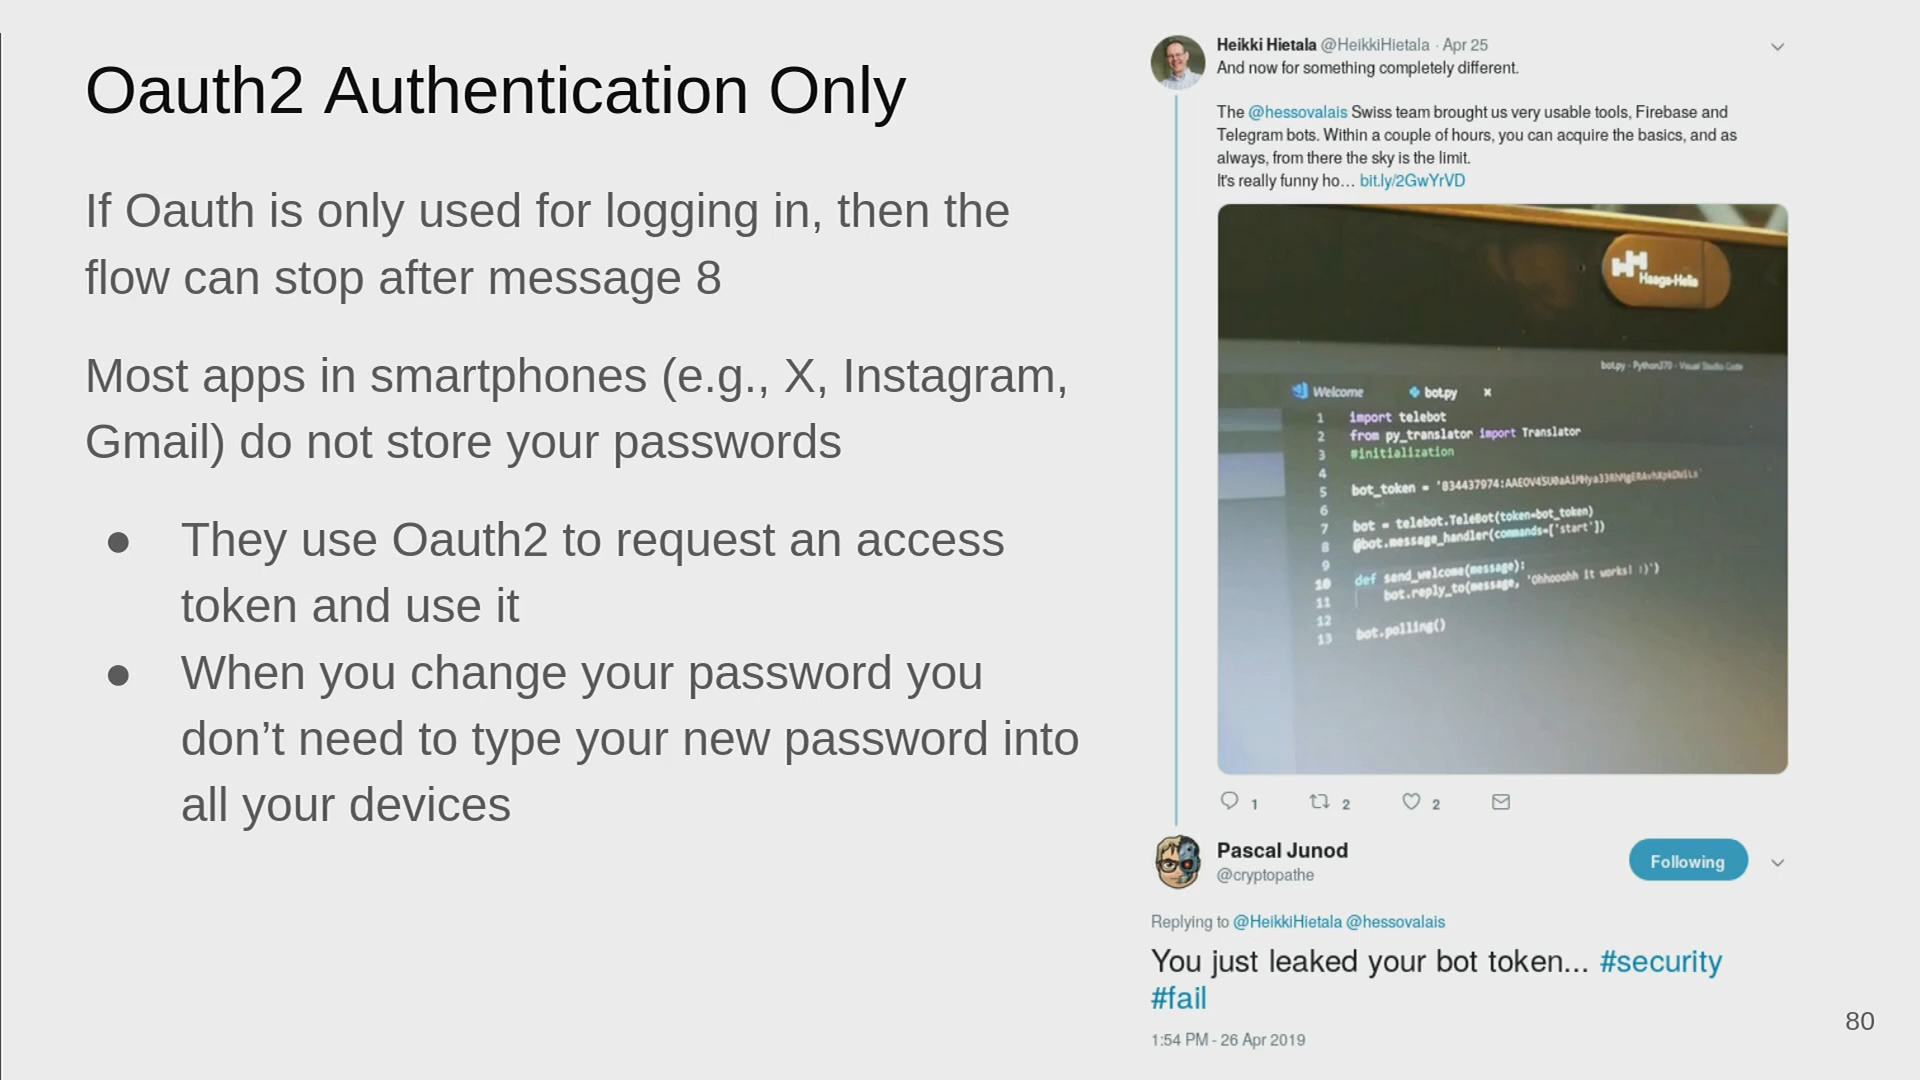 Oauth2 Authentication Only
If Oauth is only used for logging in, then the
flow can stop after message 8
Most apps in smartphones (e.g., X, Instagram,
Gmail) do not store your passwords
● They use Oauth2 to request an access
token and use it
● When you change your password you
don’t need to type your new password into
all your devices
Heikki Hietala @HeikkiHietala · Apr 25
And now for something completely different.
The @hessovalais Swiss team brought us very usable tools, Firebase and
Telegram bots. Within a couple of hours, you can acquire the basics, and as
always, from there the sky is the limit.
It's really funny ho… bit.ly/2GwYrVD
Haaga-Helia
bot.py - Python370 - Visual Studio Code
Welcome bot.py ×
1 import telebot
2 from py_translator import Translator
3 #initialization
4
5 bot_token =
6
7 bot = telebot.TeleBot(token=bot_token)
8 @bot.message_handler(commands=['start'])
9
10 def send_welcome(message):
11 bot.reply_to(message, 'Ohhooohh it works! :)')
12
13 bot.polling()
1 2 2
Pascal Junod
@cryptopathe
Following
Replying to @HeikkiHietala @hessovalais
You just leaked your bot token... #security
#fail
1:54 PM - 26 Apr 2019
80